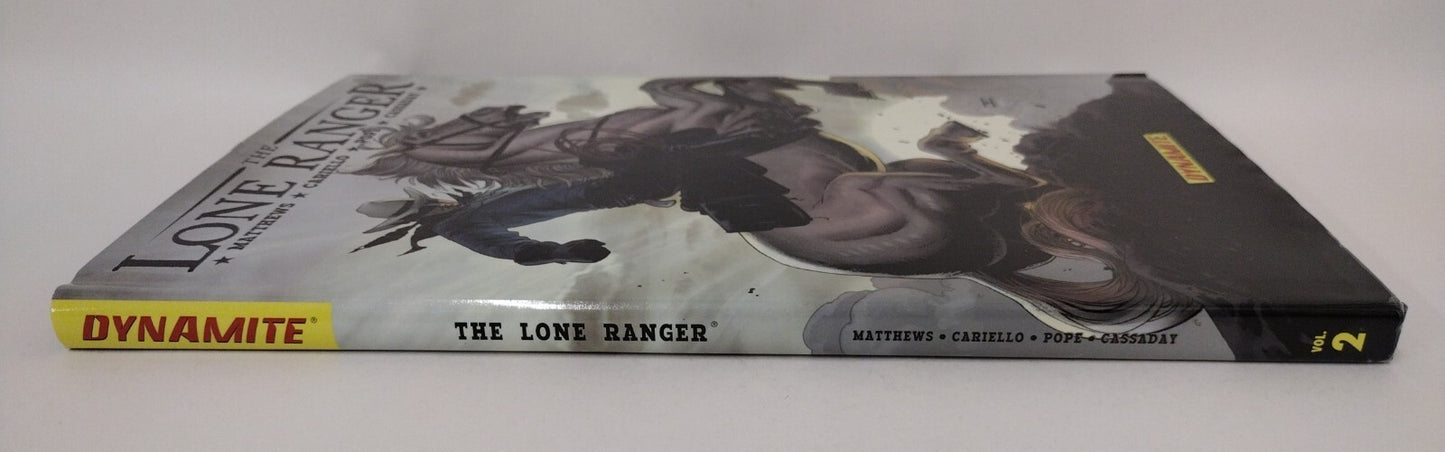 THE
LONE RANGER
★ MATTHEWS ★ CARIELLO ★ POPE ★ CASSADAY ★
DYNAMITE
DYNAMITE®
THE LONE RANGER®
MATTHEWS • CARIELLO • POPE • CASSADAY
VOL. 2